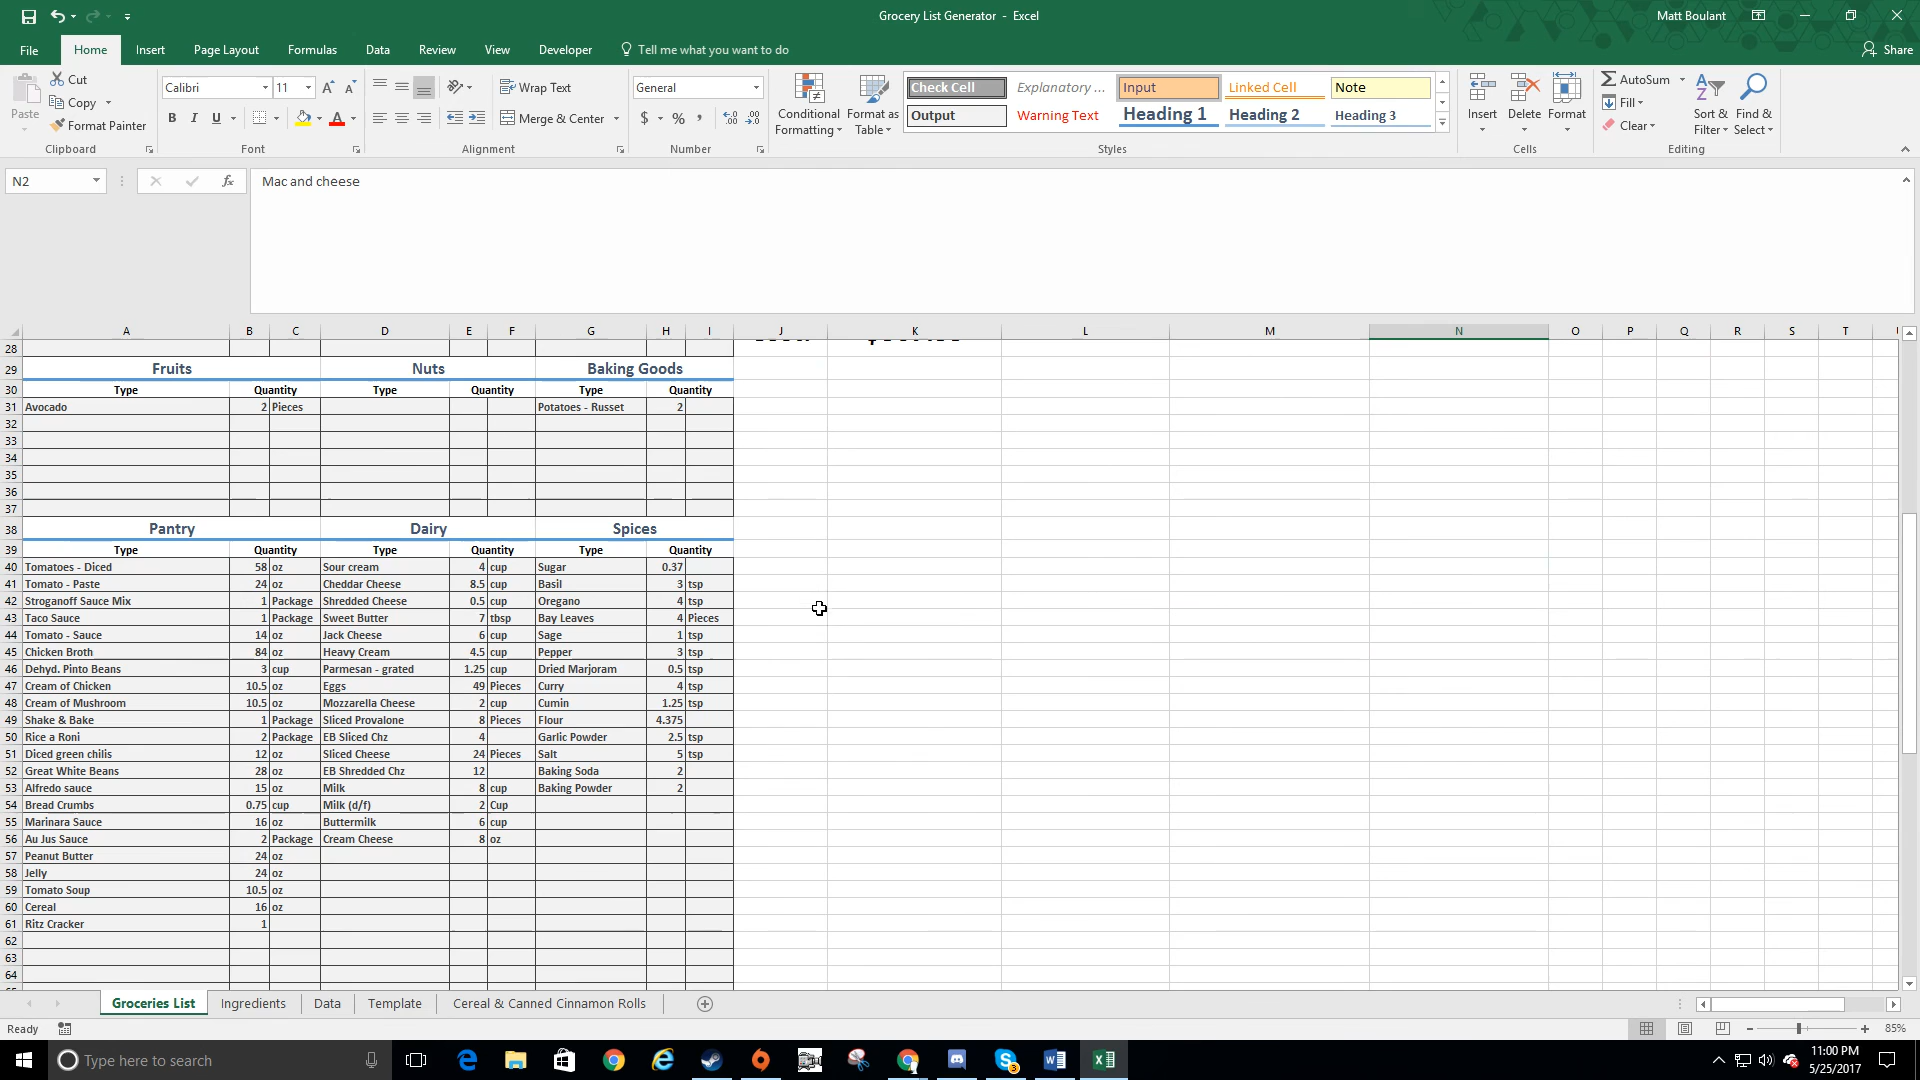 Grocery List Generator - Excel
Matt Boulant
File Home Insert Page Layout Formulas Data Review View Developer Tell me what you want to do
Share
Paste
Cut
Copy
Format Painter
Clipboard
Calibri 11
B I U
Font
Wrap Text
Merge & Center
Alignment
General
$ % ,
Number
Conditional Formatting
Format as Table
Check Cell Explanatory ... Input Linked Cell Note
Output Warning Text Heading 1 Heading 2 Heading 3
Styles
Insert Delete Format
Cells
AutoSum
Fill
Clear
Sort & Filter
Find & Select
Editing
N2 fx Mac and cheese
A B C D E F G H I J K L M N O P Q R S T
28
29 Fruits Nuts Baking Goods
30 Type Quantity Type Quantity Type Quantity
31 Avocado 2 Pieces Potatoes - Russet 2
32
33
34
35
36
37
38 Pantry Dairy Spices
39 Type Quantity Type Quantity Type Quantity
40 Tomatoes - Diced 58 oz Sour cream 4 cup Sugar 0.37
41 Tomato - Paste 24 oz Cheddar Cheese 8.5 cup Basil 3 tsp
42 Stroganoff Sauce Mix 1 Package Shredded Cheese 0.5 cup Oregano 4 tsp
43 Taco Sauce 1 Package Sweet Butter 7 tbsp Bay Leaves 4 Pieces
44 Tomato - Sauce 14 oz Jack Cheese 6 cup Sage 1 tsp
45 Chicken Broth 84 oz Heavy Cream 4.5 cup Pepper 3 tsp
46 Dehyd. Pinto Beans 3 cup Parmesan - grated 1.25 cup Dried Marjoram 0.5 tsp
47 Cream of Chicken 10.5 oz Eggs 49 Pieces Curry 4 tsp
48 Cream of Mushroom 10.5 oz Mozzarella Cheese 2 cup Cumin 1.25 tsp
49 Shake & Bake 1 Package Sliced Provalone 8 Pieces Flour 4.375
50 Rice a Roni 2 Package EB Sliced Chz 4 Garlic Powder 2.5 tsp
51 Diced green chilis 12 oz Sliced Cheese 24 Pieces Salt 5 tsp
52 Great White Beans 28 oz EB Shredded Chz 12 Baking Soda 2
53 Alfredo sauce 15 oz Milk 8 cup Baking Powder 2
54 Bread Crumbs 0.75 cup Milk (d/f) 2 Cup
55 Marinara Sauce 16 oz Buttermilk 6 cup
56 Au Jus Sauce 2 Package Cream Cheese 8 oz
57 Peanut Butter 24 oz
58 Jelly 24 oz
59 Tomato Soup 10.5 oz
60 Cereal 16 oz
61 Ritz Cracker 1
62
63
64
Groceries List Ingredients Data Template Cereal & Canned Cinnamon Rolls
Ready
85%
Type here to search
11:00 PM
5/25/2017